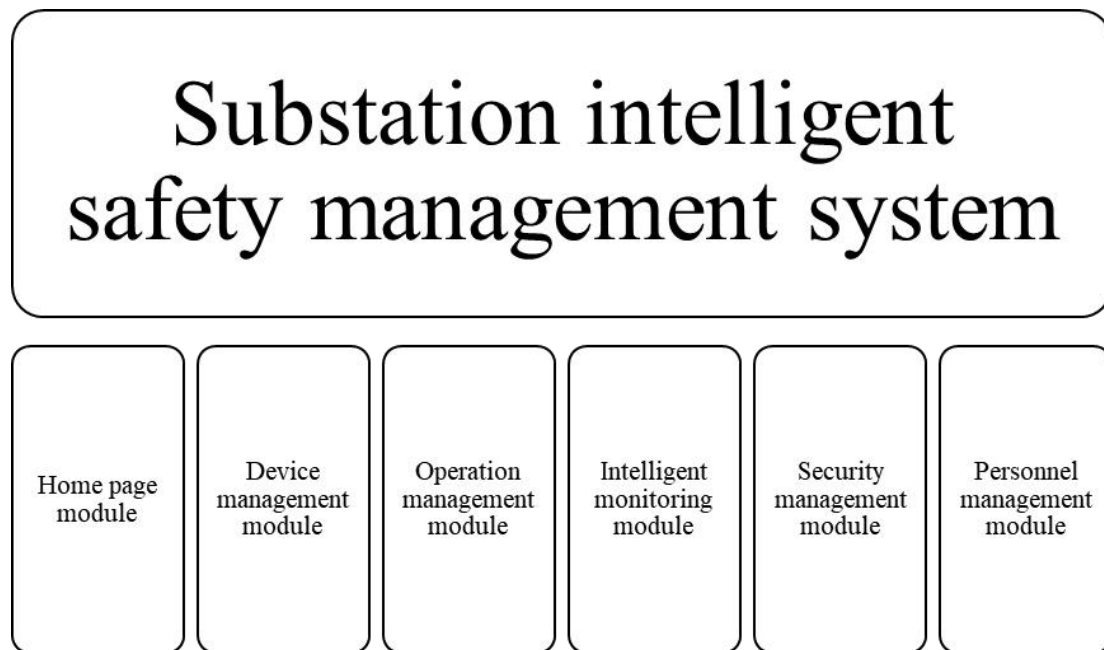 Substation intelligent
safety management system
Home page
module
Device
management
module
Operation
management
module
Intelligent
monitoring
module
Security
management
module
Personnel
management
module